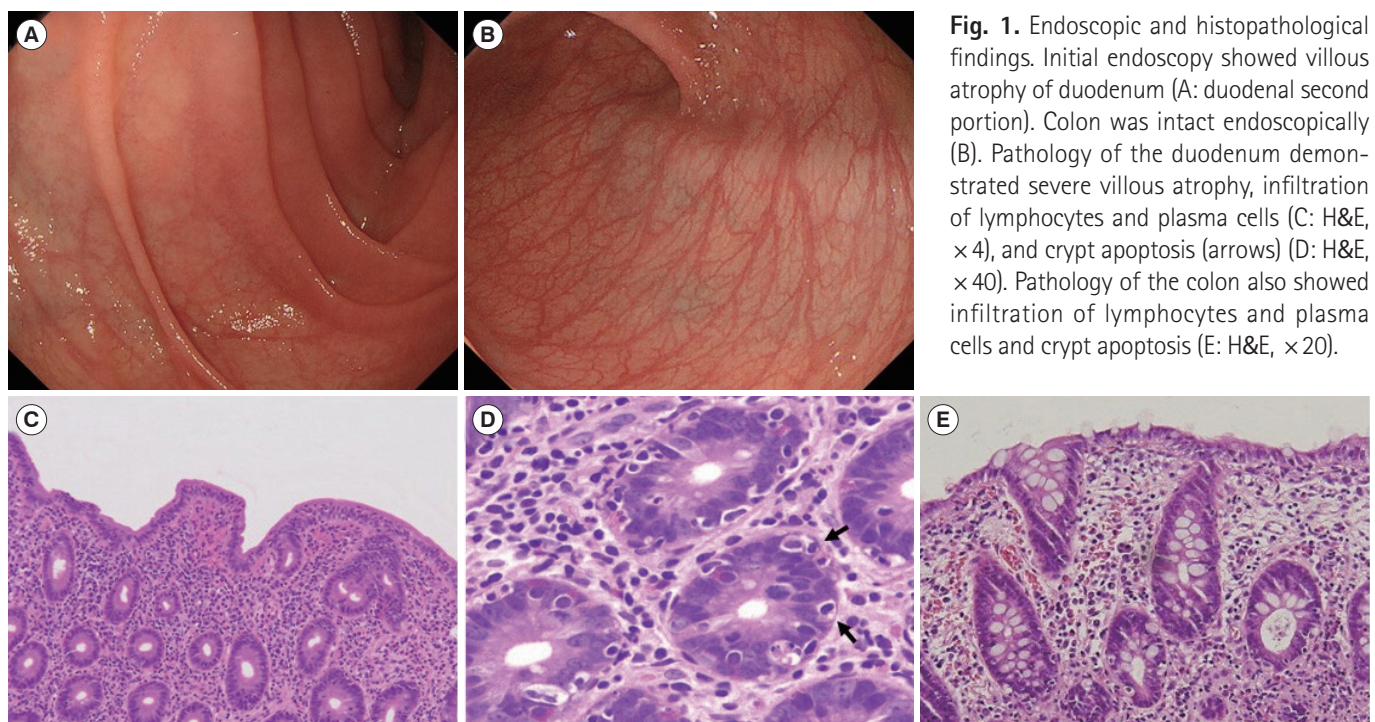 A
B
Fig. 1. Endoscopic and histopathological
findings. Initial endoscopy showed villous
atrophy of duodenum (A: duodenal second
portion). Colon was intact endoscopically
(B). Pathology of the duodenum demon-
strated severe villous atrophy, infiltration
of lymphocytes and plasma cells (C: H&E,
×4), and crypt apoptosis (arrows) (D: H&E,
×40). Pathology of the colon also showed
infiltration of lymphocytes and plasma
cells and crypt apoptosis (E: H&E, ×20).
C
D
E